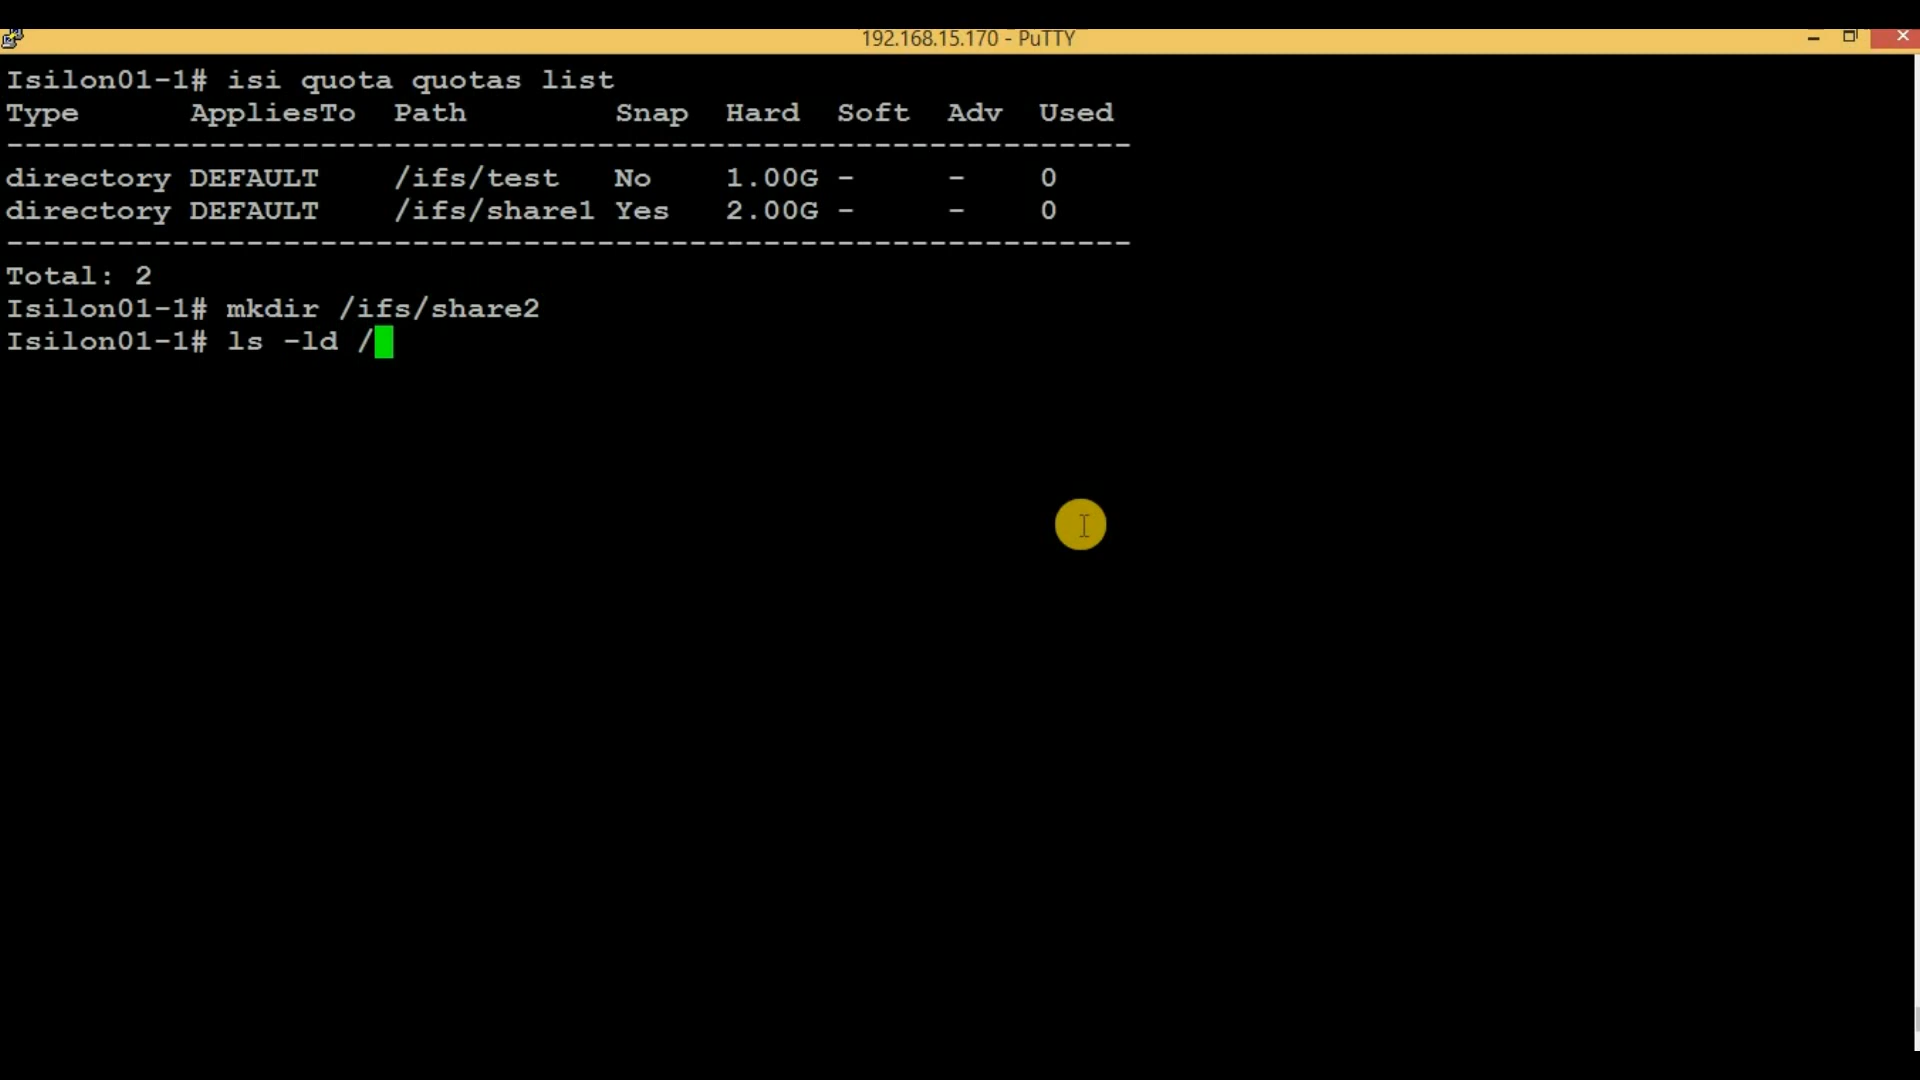 192.168.15.170 - PuTTY
Isilon01-1# isi quota quotas list
Type      AppliesTo  Path        Snap  Hard  Soft  Adv  Used
-------------------------------------------------------------
directory DEFAULT    /ifs/test   No    1.00G -     -    0
directory DEFAULT    /ifs/share1 Yes   2.00G -     -    0
-------------------------------------------------------------
Total: 2
Isilon01-1# mkdir /ifs/share2
Isilon01-1# ls -ld /